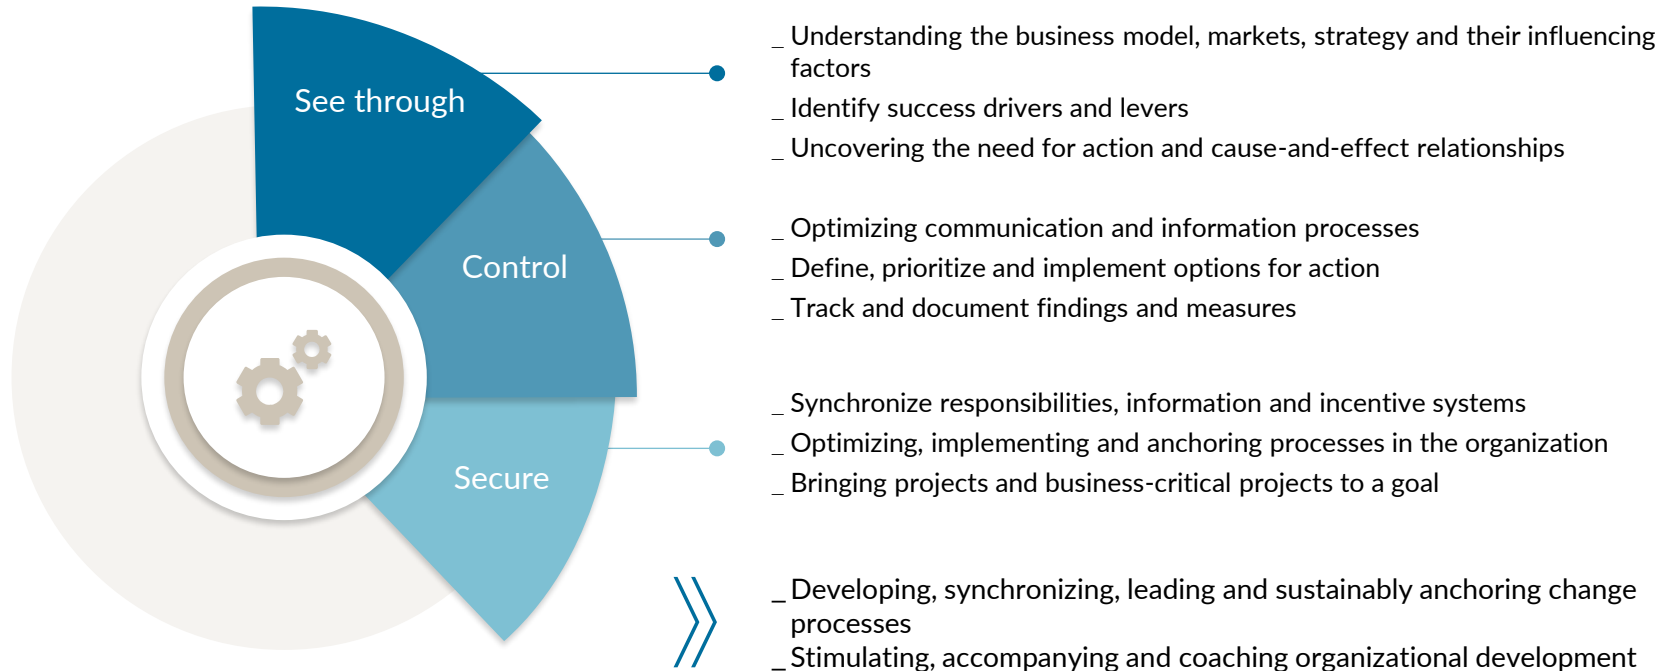 See through
_ Understanding the business model, markets, strategy and their influencing
factors
_ Identify success drivers and levers
_ Uncovering the need for action and cause-and-effect relationships
Control
_ Optimizing communication and information processes
_ Define, prioritize and implement options for action
_ Track and document findings and measures
Secure
_ Synchronize responsibilities, information and incentive systems
_ Optimizing, implementing and anchoring processes in the organization
_ Bringing projects and business-critical projects to a goal
_ Developing, synchronizing, leading and sustainably anchoring change
processes
_ Stimulating, accompanying and coaching organizational development